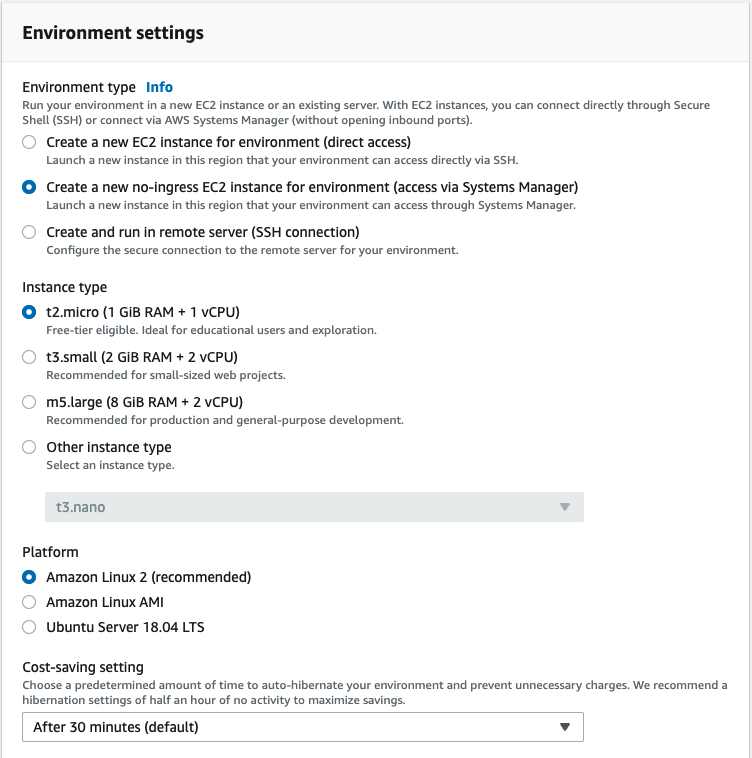 Environment settings
Environment type Info
Run your environment in a new EC2 instance or an existing server. With EC2 instances, you can connect directly through Secure
Shell (SSH) or connect via AWS Systems Manager (without opening inbound ports).
Create a new EC2 instance for environment (direct access)
Launch a new instance in this region that your environment can access directly via SSH.
Create a new no-ingress EC2 instance for environment (access via Systems Manager)
Launch a new instance in this region that your environment can access through Systems Manager.
Create and run in remote server (SSH connection)
Configure the secure connection to the remote server for your environment.
Instance type
t2.micro (1 GiB RAM + 1 vCPU)
Free-tier eligible. Ideal for educational users and exploration.
t3.small (2 GiB RAM + 2 vCPU)
Recommended for small-sized web projects.
m5.large (8 GiB RAM + 2 vCPU)
Recommended for production and general-purpose development.
Other instance type
Select an instance type.
t3.nano
Platform
Amazon Linux 2 (recommended)
Amazon Linux AMI
Ubuntu Server 18.04 LTS
Cost-saving setting
Choose a predetermined amount of time to auto-hibernate your environment and prevent unnecessary charges. We recommend a
hibernation settings of half an hour of no activity to maximize savings.
After 30 minutes (default)